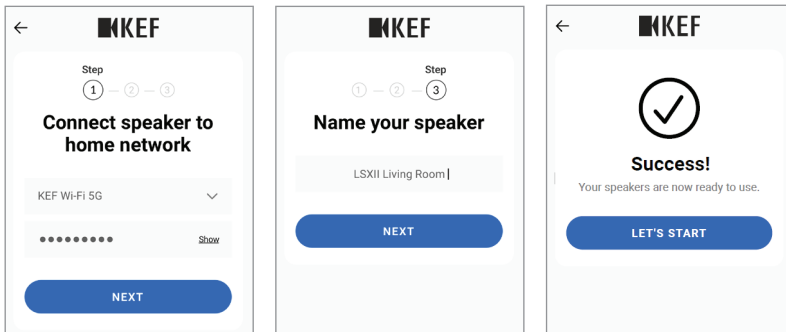 KEF
Step
1 2 3
Connect speaker to
home network
KEF Wi-Fi 5G
Show
NEXT
KEF
Step
1 2 3
Name your speaker
LSXII Living Room
NEXT
KEF
Success!
Your speakers are now ready to use.
LET'S START